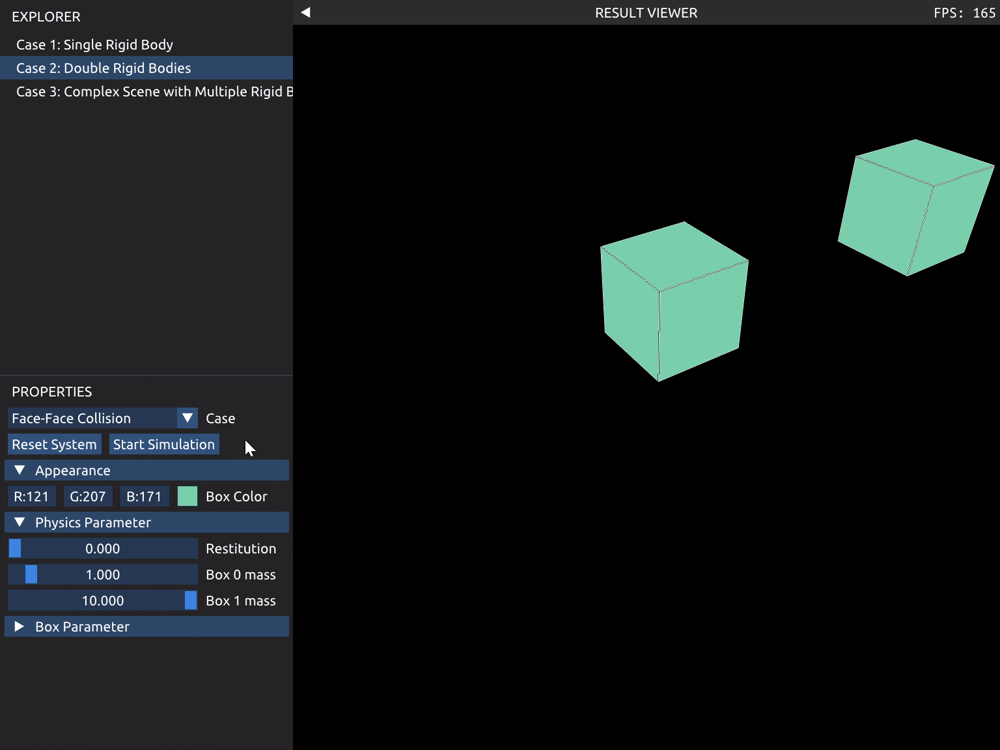 EXPLORER
Case 1: Single Rigid Body
Case 2: Double Rigid Bodies
Case 3: Complex Scene with Multiple Rigid B
RESULT VIEWER
FPS: 165
PROPERTIES
Face-Face Collision Case
Reset System Start Simulation
Appearance
R:121 G:207 B:171 Box Color
Physics Parameter
0.000 Restitution
1.000 Box 0 mass
10.000 Box 1 mass
Box Parameter